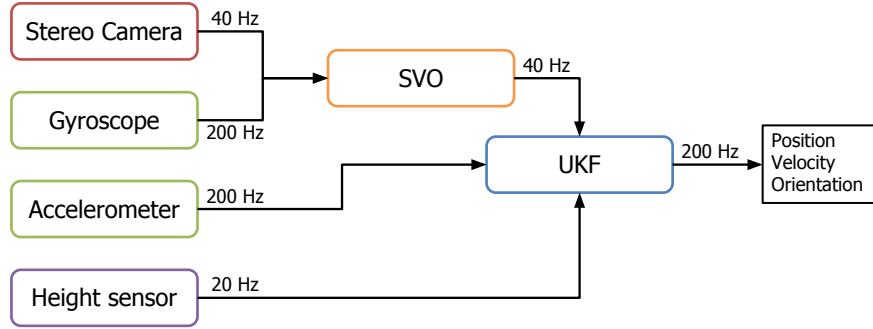 40 Hz
Stereo Camera
SVO
40 Hz
Gyroscope
200 Hz
UKF
200 Hz
Position
Velocity
Orientation
Accelerometer
200 Hz
Height sensor
20 Hz